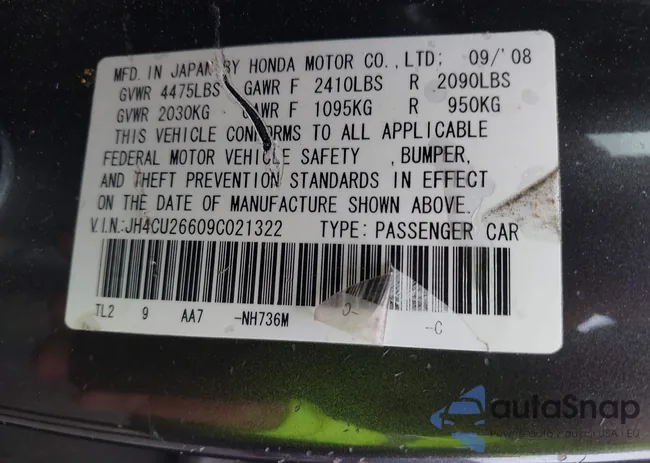 MFD. IN JAPAN BY HONDA MOTOR CO., LTD; 09/'08
GVWR 4475LBS GAWR F 2410LBS R 2090LBS
GVWR 2030KG GAWR F 1095KG R 950KG
THIS VEHICLE CONFORMS TO ALL APPLICABLE
FEDERAL MOTOR VEHICLE SAFETY ,BUMPER,
AND THEFT PREVENTION STANDARDS IN EFFECT
ON THE DATE OF MANUFACTURE SHOWN ABOVE.
V.I.N:JH4CU26609C021322 TYPE: PASSENGER CAR
TL2 9 AA7 -NH736M -C
autoSnap